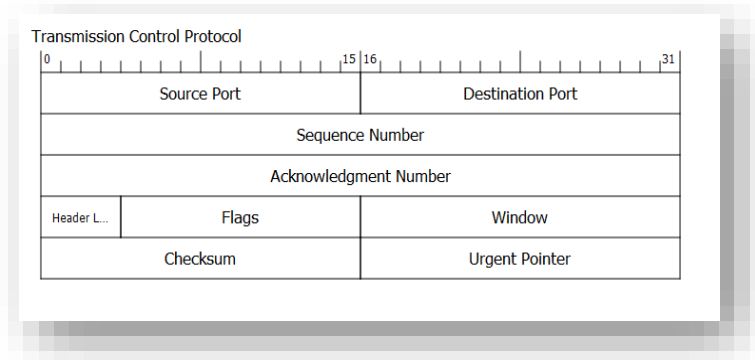 Transmission Control Protocol
0 15 16 31
Source Port Destination Port
Sequence Number
Acknowledgment Number
Header L... Flags Window
Checksum Urgent Pointer